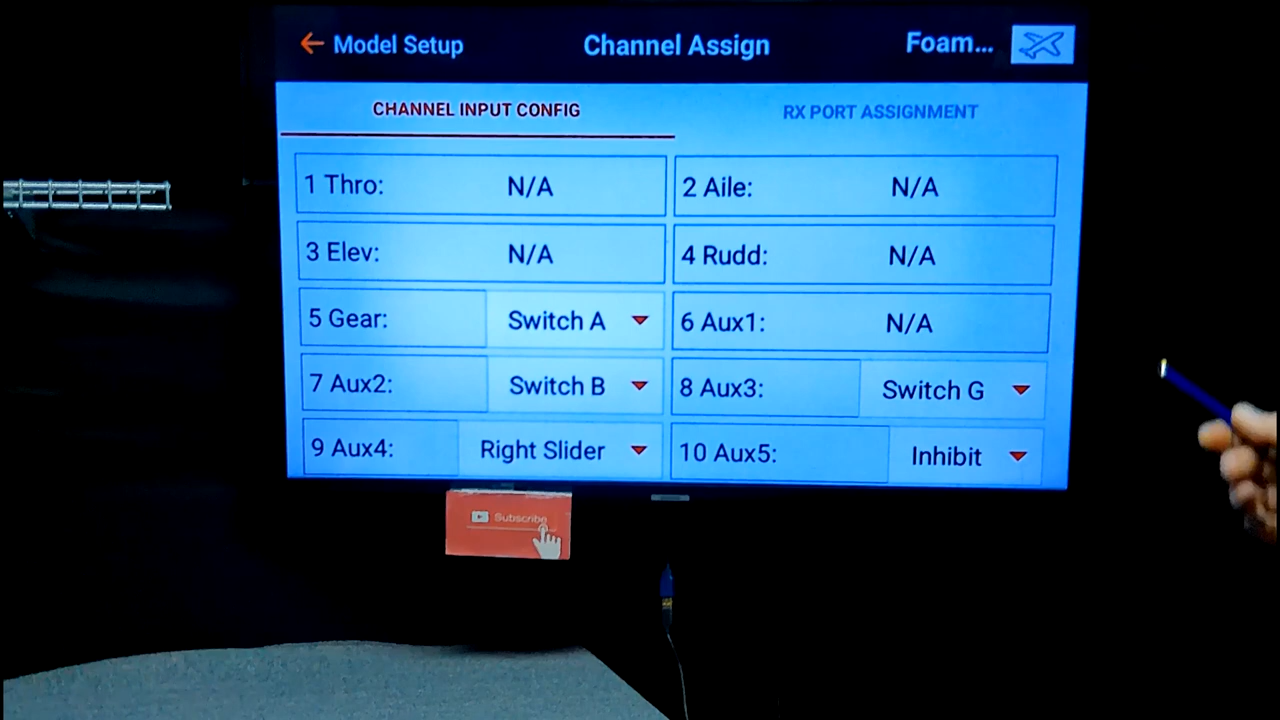 ← Model Setup Channel Assign Foam...
CHANNEL INPUT CONFIG RX PORT ASSIGNMENT
1 Thro: N/A 2 Aile: N/A
3 Elev: N/A 4 Rudd: N/A
5 Gear: Switch A 6 Aux1: N/A
7 Aux2: Switch B 8 Aux3: Switch G
9 Aux4: Right Slider 10 Aux5: Inhibit
Subscribe